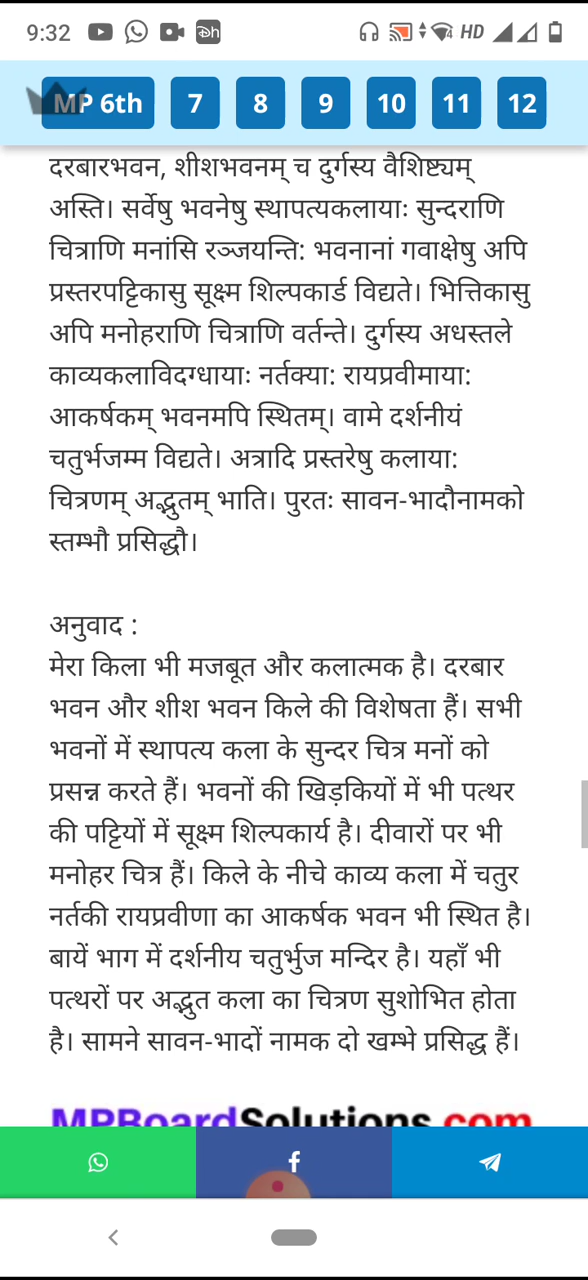 9:32
Dh
4 HD
MP 6th 7 8 9 10 11 12
दरबारभवन, शीशभवनम् च दुर्गस्य वैशिष्ट्यम्
अस्ति। सर्वेषु भवनेषु स्थापत्यकलायाः सुन्दराणि
चित्राणि मनांसि रञ्जयन्ति: भवनानां गवाक्षेषु अपि
प्रस्तरपट्टिकासु सूक्ष्म शिल्पकार्ड विद्यते। भित्तिकासु
अपि मनोहराणि चित्राणि वर्तन्ते। दुर्गस्य अधस्तले
काव्यकलाविदग्धायाः नर्तक्या: रायप्रवीमाया:
आकर्षकम् भवनमपि स्थितम्। वामे दर्शनीयं
चतुर्भजम्म विद्यते। अत्रादि प्रस्तरेषु कलाया:
चित्रणम् अद्भुतम् भाति। पुरतः सावन-भादौनामको
स्तम्भौ प्रसिद्धौ।
अनुवाद :
मेरा किला भी मजबूत और कलात्मक है। दरबार
भवन और शीश भवन किले की विशेषता हैं। सभी
भवनों में स्थापत्य कला के सुन्दर चित्र मनों को
प्रसन्न करते हैं। भवनों की खिड़कियों में भी पत्थर
की पट्टियों में सूक्ष्म शिल्पकार्य है। दीवारों पर भी
मनोहर चित्र हैं। किले के नीचे काव्य कला में चतुर
नर्तकी रायप्रवीणा का आकर्षक भवन भी स्थित है।
बायें भाग में दर्शनीय चतुर्भुज मन्दिर है। यहाँ भी
पत्थरों पर अद्भुत कला का चित्रण सुशोभित होता
है। सामने सावन-भादों नामक दो खम्भे प्रसिद्ध हैं।
MPBoardSolutions.com